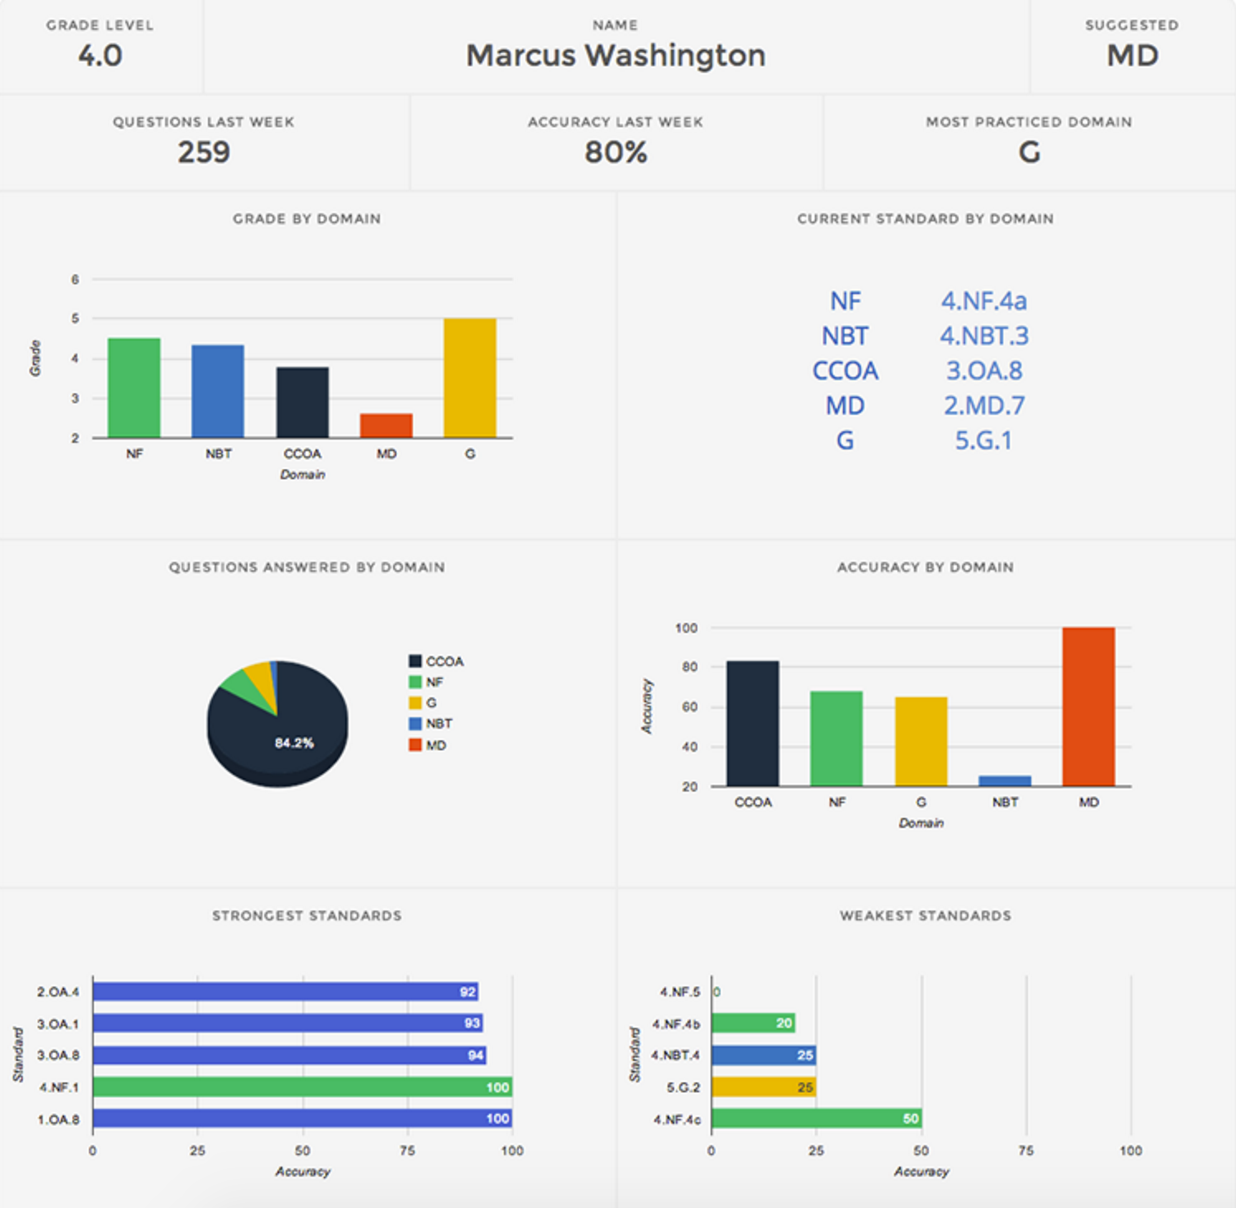 GRADE LEVEL
4.0
NAME
Marcus Washington
SUGGESTED
MD
QUESTIONS LAST WEEK
259
ACCURACY LAST WEEK
80%
MOST PRACTICED DOMAIN
G
GRADE BY DOMAIN
6
5
4
3
2
Grade
NF NBT CCOA MD G
Domain
CURRENT STANDARD BY DOMAIN
NF 4.NF.4a
NBT 4.NBT.3
CCOA 3.OA.8
MD 2.MD.7
G 5.G.1
QUESTIONS ANSWERED BY DOMAIN
84.2%
CCOA
NF
G
NBT
MD
ACCURACY BY DOMAIN
100
80
60
40
20
Accuracy
CCOA NF G NBT MD
Domain
STRONGEST STANDARDS
Standard
2.OA.4 92
3.OA.1 93
3.OA.8 94
4.NF.1 100
1.OA.8 100
0 25 50 75 100
Accuracy
WEAKEST STANDARDS
Standard
4.NF.5 0
4.NF.4b 20
4.NBT.4 25
5.G.2 25
4.NF.4c 50
0 25 50 75 100
Accuracy